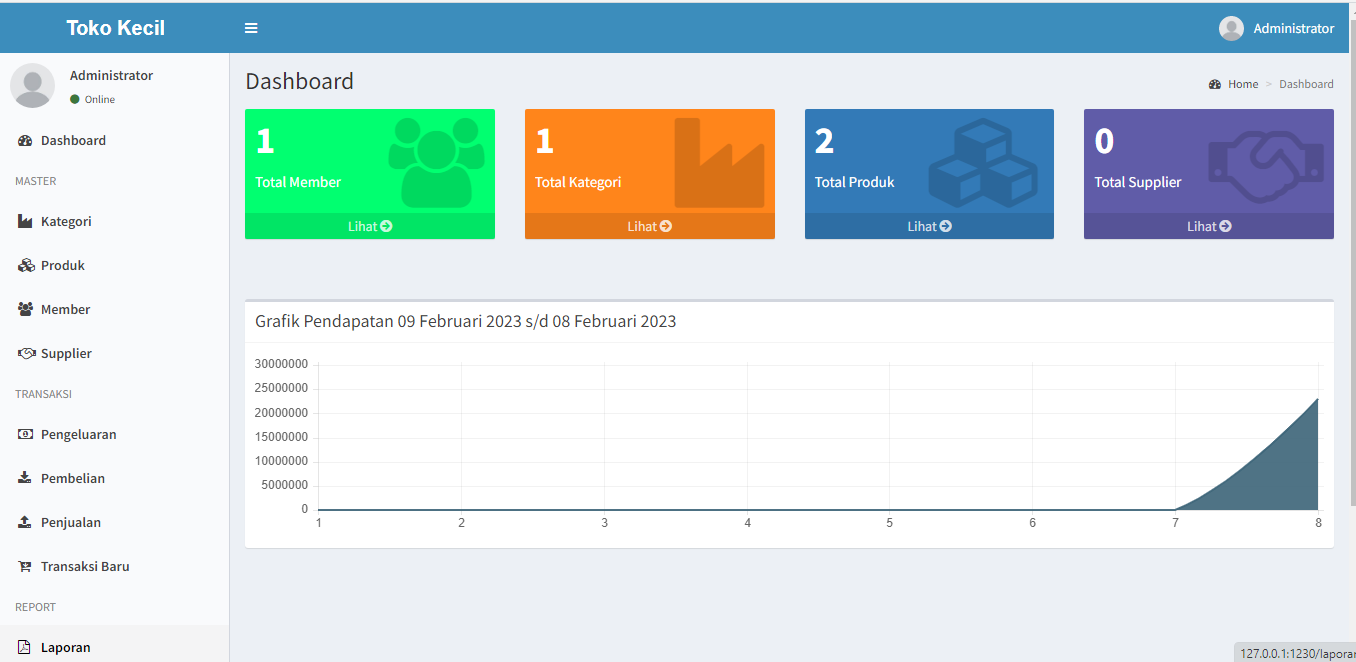 Toko Kecil
Administrator
Administrator
Online
Dashboard
MASTER
Kategori
Produk
Member
Supplier
TRANSAKSI
Pengeluaran
Pembelian
Penjualan
Transaksi Baru
REPORT
Laporan
Dashboard
Home > Dashboard
1
Total Member
Lihat
1
Total Kategori
Lihat
2
Total Produk
Lihat
0
Total Supplier
Lihat
Grafik Pendapatan 09 Februari 2023 s/d 08 Februari 2023
30000000
25000000
20000000
15000000
10000000
5000000
0
1 2 3 4 5 6 7 8
127.0.0.1:1230/laporan